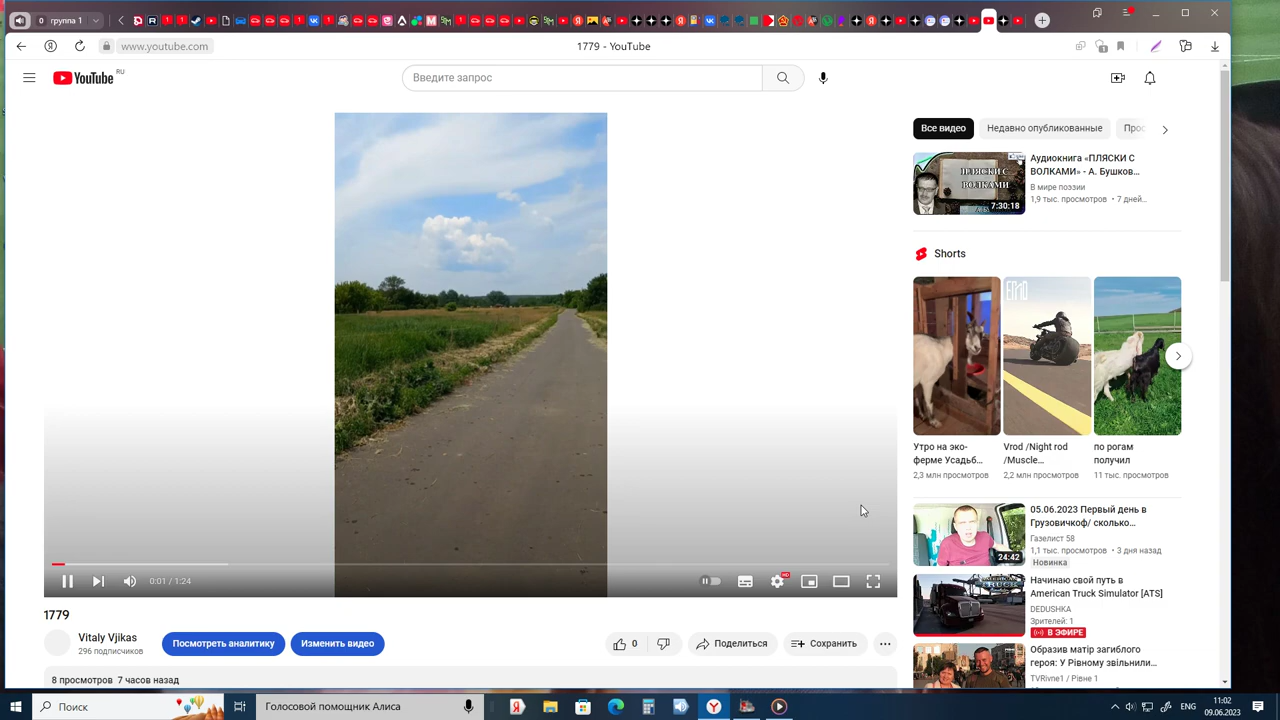 группа 1
www.youtube.com
1779 - YouTube
YouTube RU
Введите запрос
Все видео
Недавно опубликованные
Прос
ПЛЯСКИ С
ВОЛКАМИ
7:30:18
Аудиокнига «ПЛЯСКИ С
ВОЛКАМИ» - А. Бушков…
В мире поэзии
1,9 тыс. просмотров • 7 дней…
Shorts
Утро на эко-
ферме Усадьб…
2,3 млн просмотров
Vrod /Night rod
/Muscle…
2,2 млн просмотров
по рогам
получил
11 тыс. просмотров
24:42
05.06.2023 Первый день в
Грузовичкоф/ сколько…
Газелист 58
1,1 тыс. просмотров • 3 дня назад
Новинка
Начинаю свой путь в
American Truck Simulator [ATS]
DEDUSHKA
Зрителей: 1
В ЭФИРЕ
Образив матір загиблого
героя: У Рівному звільнили…
TVRivne1 / Рівне 1
0:01 / 1:24
HD
1779
Vitaly Vjikas
296 подписчиков
Посмотреть аналитику
Изменить видео
0
Поделиться
Сохранить
8 просмотров 7 часов назад
Поиск
Голосовой помощник Алиса
ПОМЕЩ
11:02
09.06.2023